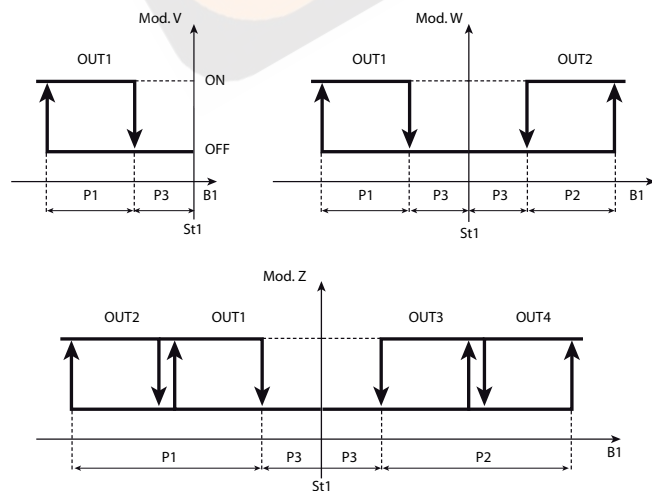 Mod. V
OUT1
ON
OFF
P1 P3 B1
St1
Mod. W
OUT1 OUT2
P1 P3 P3 P2 B1
St1
Mod. Z
OUT2 OUT1 OUT3 OUT4
P1 P3 P3 P2 B1
St1